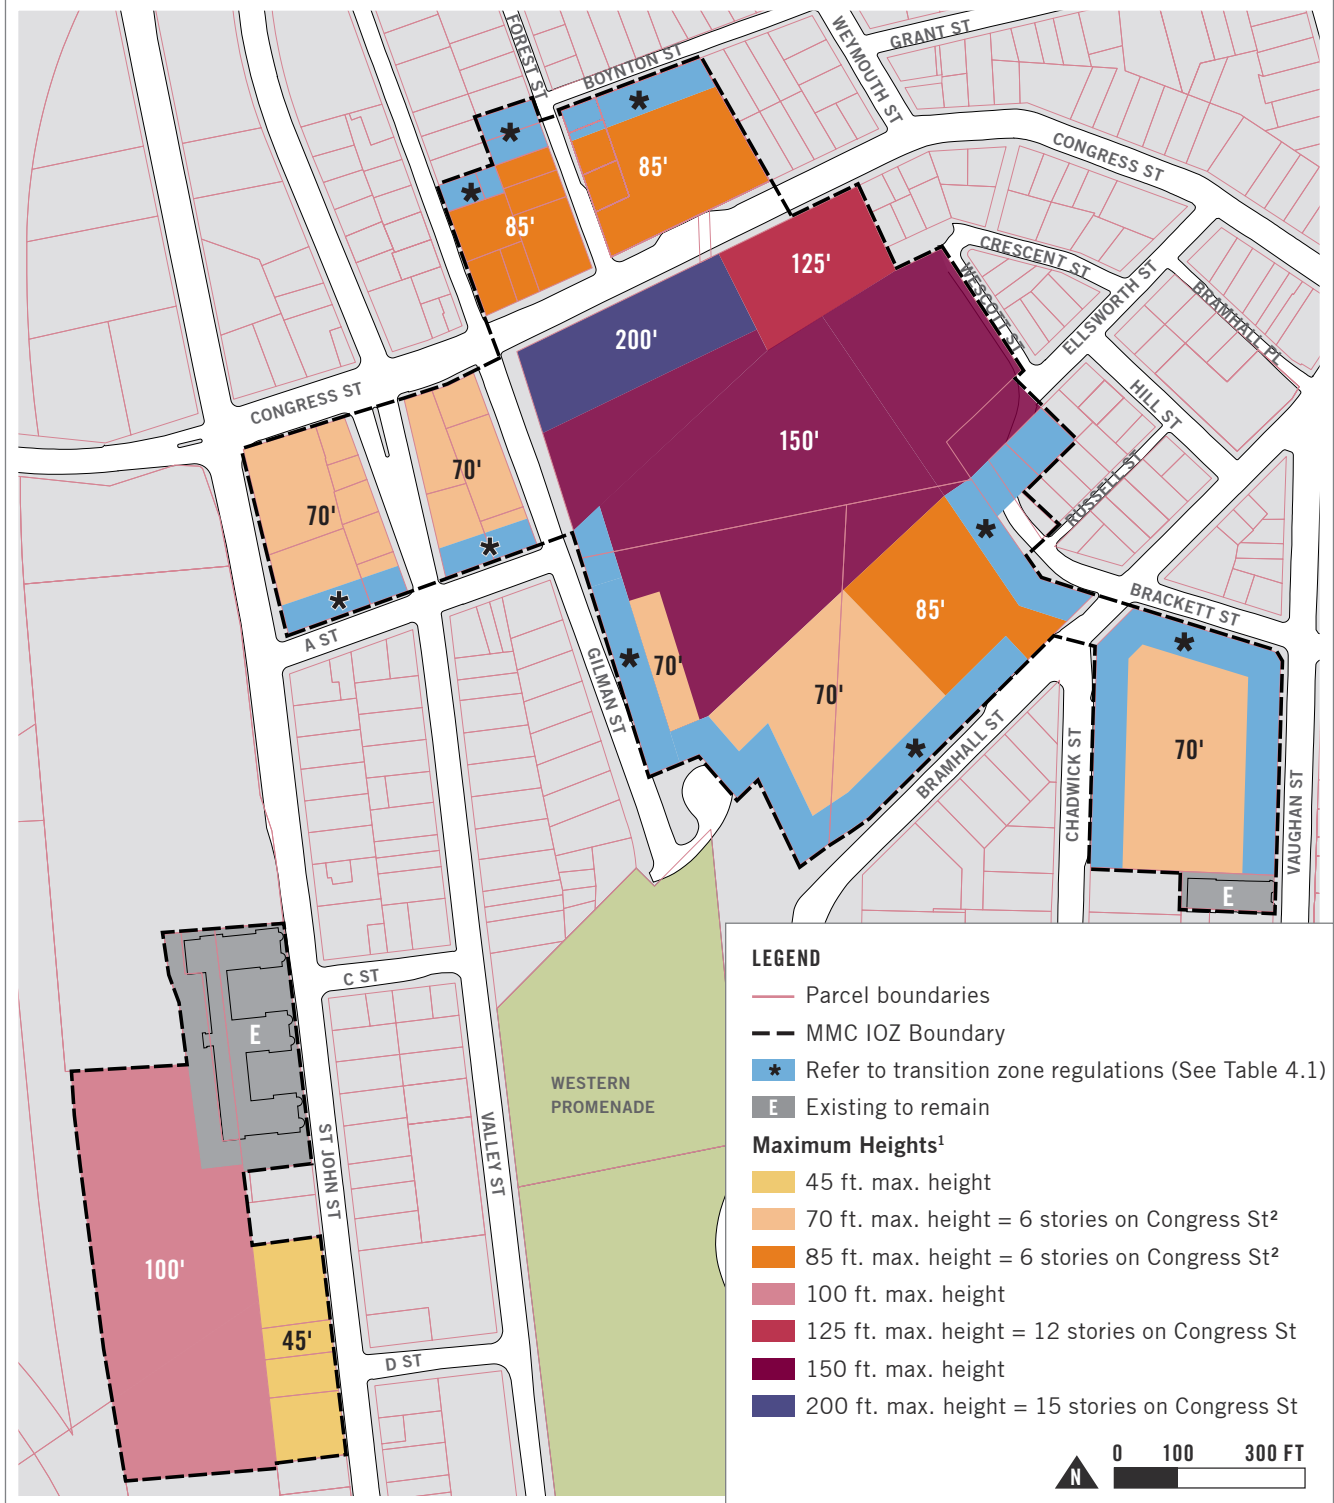 FOREST ST
BOYNTON ST
WEYMOUTH ST
GRANT ST
*
*
*
85'
85'
CONGRESS ST
CRESCENT ST
WESCOTT ST
ELLSWORTH ST
BRAMHALL PL
125'
200'
HILL ST
CONGRESS ST
150'
70'
70'
RUSSELL ST
*
*
*
BRACKETT ST
85'
A ST
GILMAN ST
*
70'
70'
*
*
70'
BRAMHALL ST
CHADWICK ST
VAUGHAN ST
E
C ST
E
WESTERN
PROMENADE
ST JOHN ST
VALLEY ST
100'
45'
D ST
LEGEND
Parcel boundaries
MMC IOZ Boundary
* Refer to transition zone regulations (See Table 4.1)
E Existing to remain
Maximum Heights¹
45 ft. max. height
70 ft. max. height = 6 stories on Congress St²
85 ft. max. height = 6 stories on Congress St²
100 ft. max. height
125 ft. max. height = 12 stories on Congress St
150 ft. max. height
200 ft. max. height = 15 stories on Congress St
N
0 100 300 FT